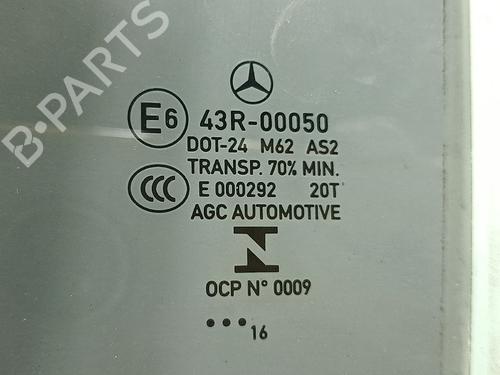 B-PARTS
E6 43R-00050
DOT-24 M62 AS2
TRANSP. 70% MIN.
CCC E 000292 20T
AGC AUTOMOTIVE
N
OCP N° 0009
●●● 16